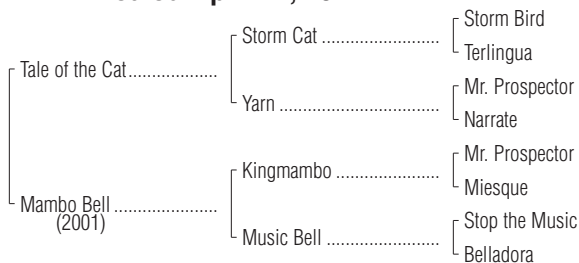 Storm Bird
Storm Cat
Terlingua
Tale of the Cat
Mr. Prospector
Yarn
Narrate
Mr. Prospector
Kingmambo
Miesque
Mambo Bell
(2001)
Stop the Music
Music Bell
Belladora